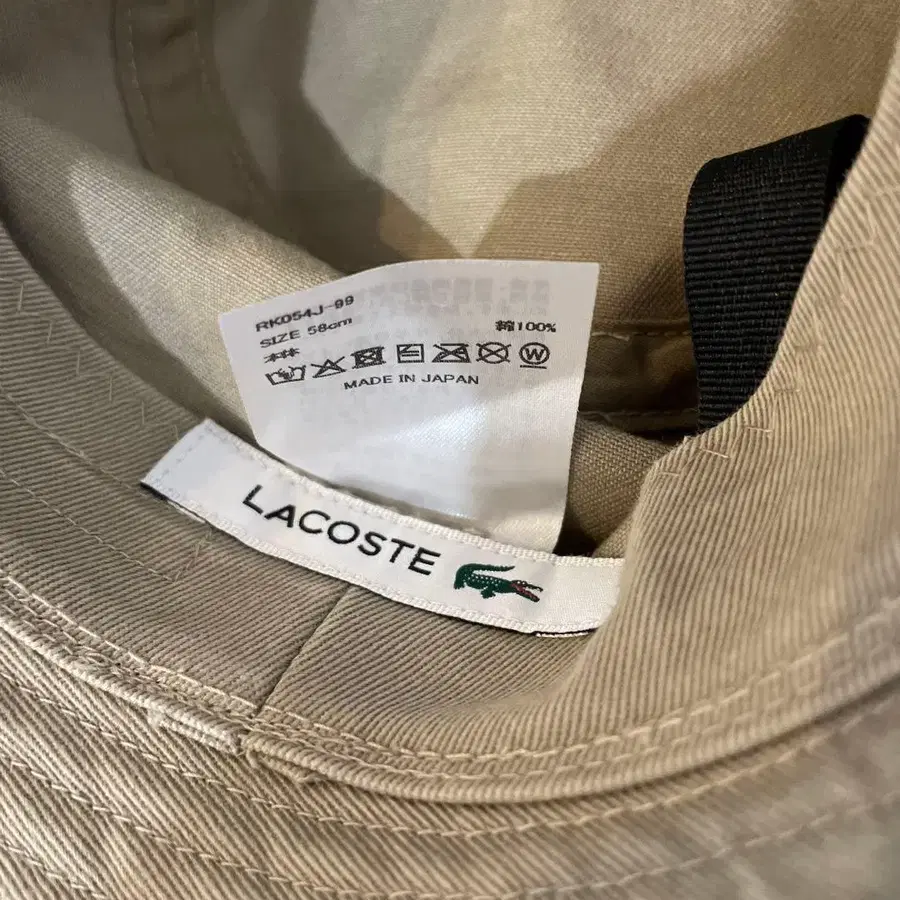 RK054J-99
SIZE 58cm
本体 綿100%
W
MADE IN JAPAN
LACOSTE